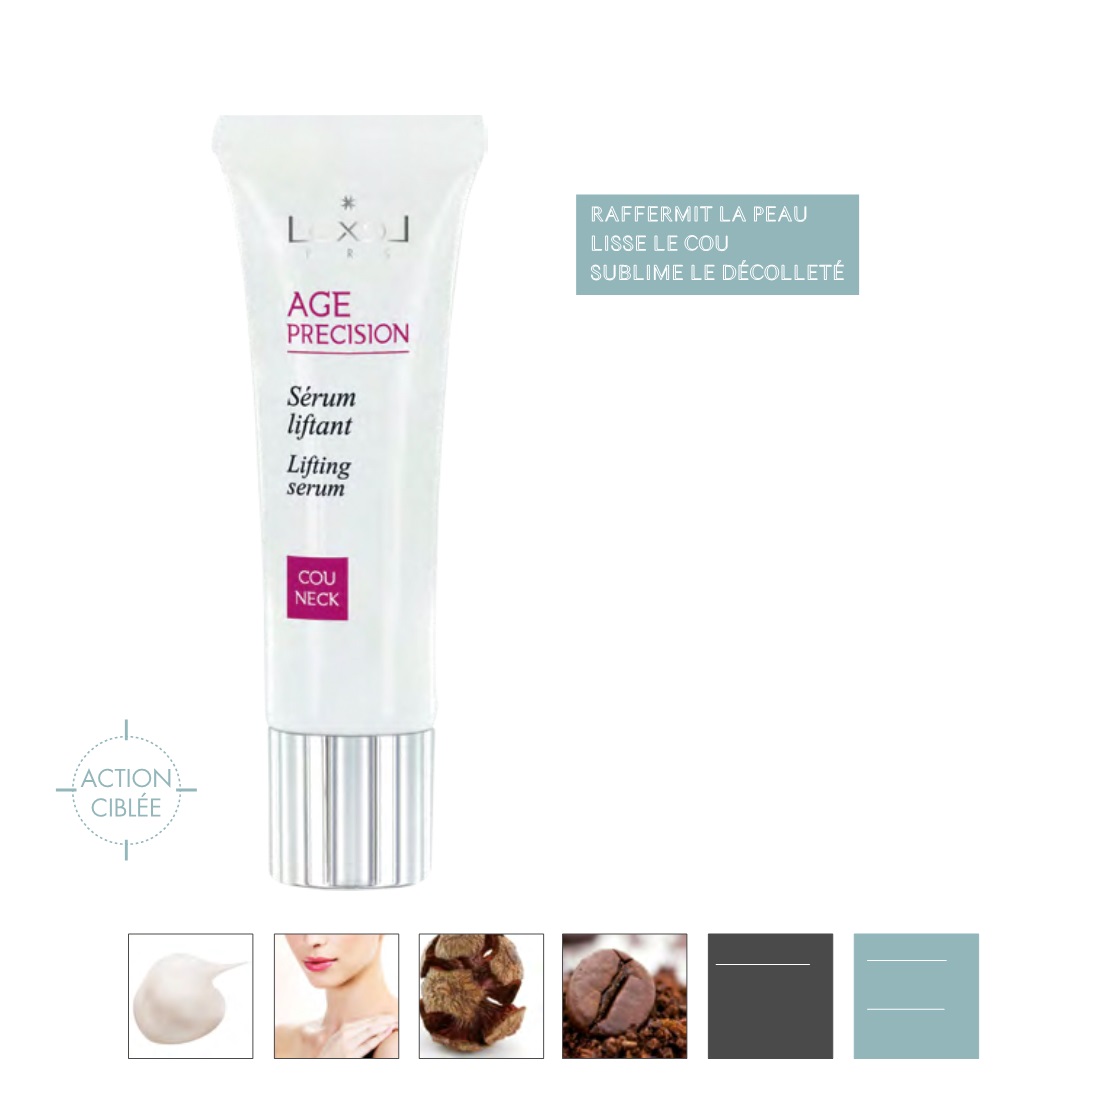 AGE
PRECISION
Sérum
liftant
Lifting
serum
COU
NECK
RAFFERMIT LA PEAU
LISSE LE COU
SUBLIME LE DÉCOLLETÉ
ACTION
CIBLÉE